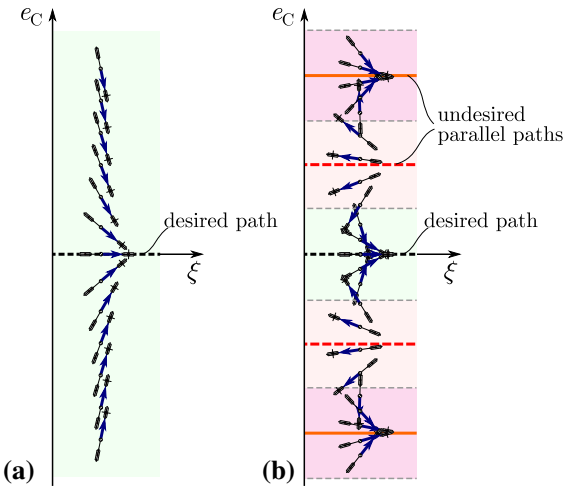 e_C
desired path
ξ
(a)
e_C
undesired
parallel paths
desired path
ξ
(b)